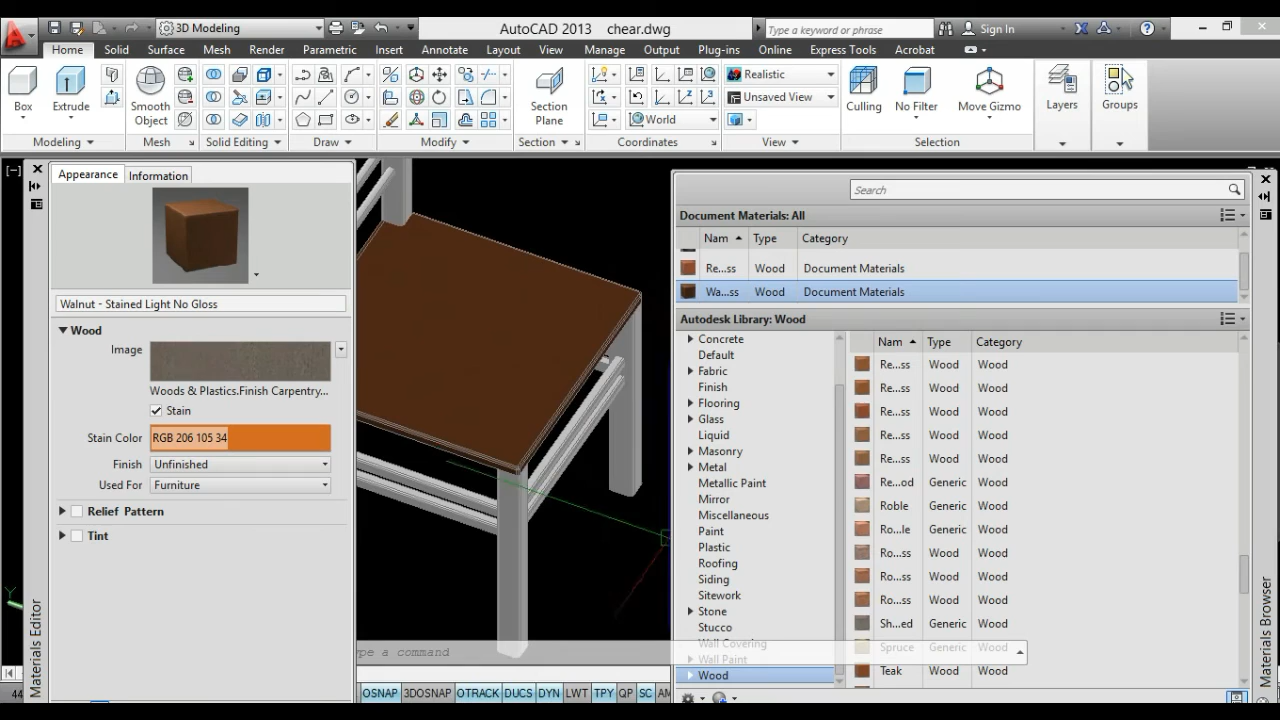 3D Modeling
AutoCAD 2013 chear.dwg
Type a keyword or phrase
Sign In
Home Solid Surface Mesh Render Parametric Insert Annotate Layout View Manage Output Plug-ins Online Express Tools Acrobat
Box
Extrude
Smooth
Object
Section
Plane
World
Realistic
Unsaved View
Culling
No Filter
Move Gizmo
Layers
Groups
Modeling
Mesh
Solid Editing
Draw
Modify
Section
Coordinates
View
Selection
[–]
Appearance
Information
Walnut - Stained Light No Gloss
Wood
Image
Woods & Plastics.Finish Carpentry...
Stain
Stain Color RGB 206 105 34
Finish Unfinished
Used For Furniture
Relief Pattern
Tint
Materials Editor
Y
Search
Document Materials: All
Nam Type Category
Re...ss Wood Document Materials
Wa...ss Wood Document Materials
Autodesk Library: Wood
Concrete
Default
Fabric
Finish
Flooring
Glass
Liquid
Masonry
Metal
Metallic Paint
Mirror
Miscellaneous
Paint
Plastic
Roofing
Siding
Sitework
Stone
Stucco
Wall Covering
Wall Paint
Wood
Nam Type Category
Re...ss Wood Wood
Re...ss Wood Wood
Re...ss Wood Wood
Re...ss Wood Wood
Re...ss Wood Wood
Re...od Generic Wood
Roble Generic Wood
Ro...le Generic Wood
Ro...ss Wood Wood
Ro...ss Wood Wood
Ro...ss Wood Wood
Sh...ed Generic Wood
Spruce Generic Wood
Teak Wood Wood
Materials Browser
pe a command
44
OSNAP 3DOSNAP OTRACK DUCS DYN LWT TPY QP SC AM